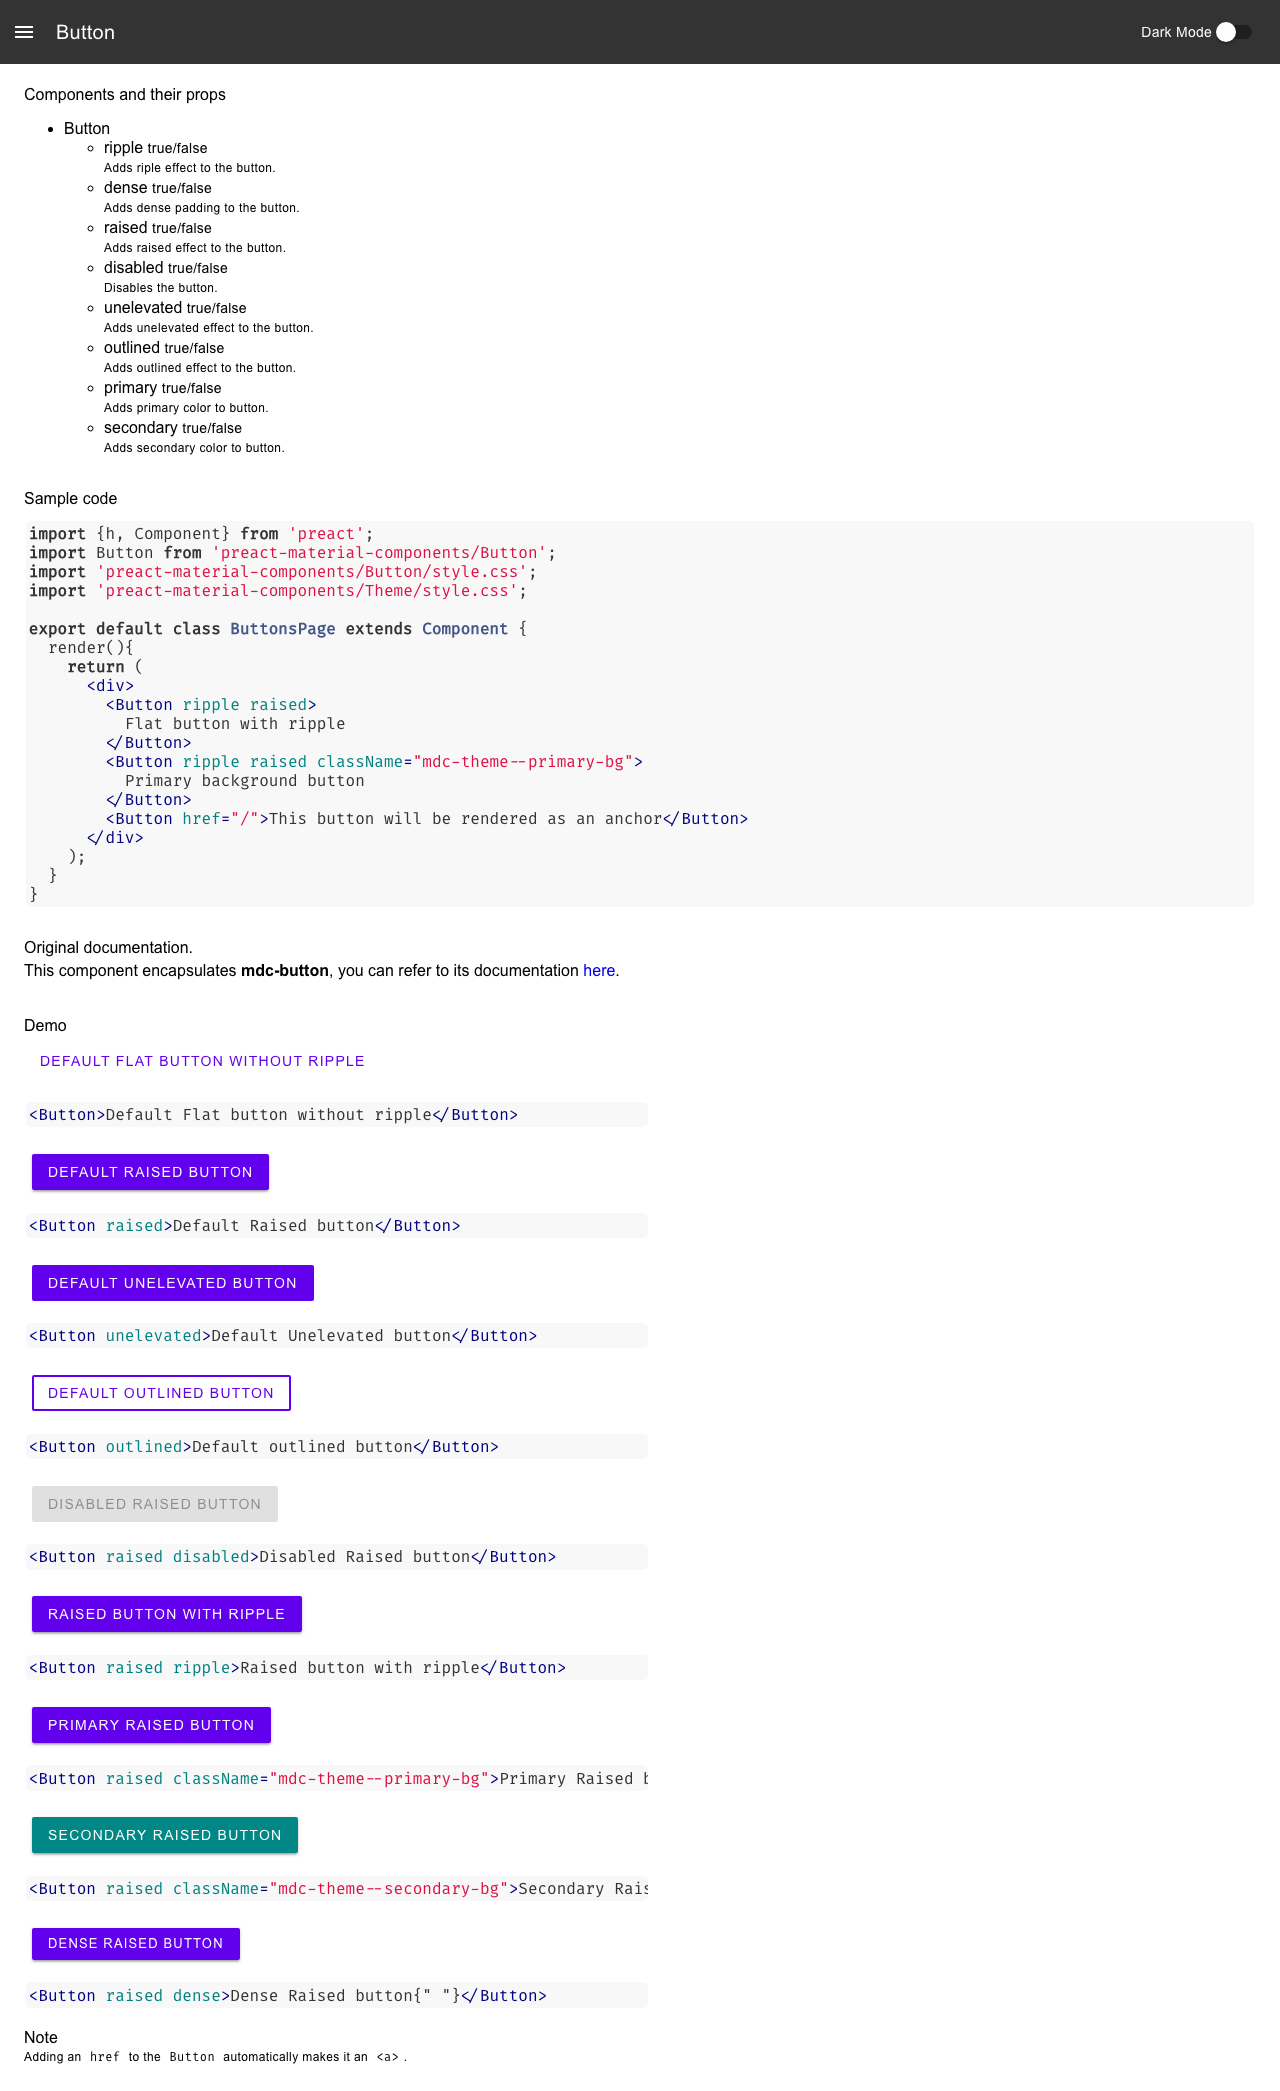 Button
Dark Mode
Components and their props
Button
ripple true/false
Adds riple effect to the button.
dense true/false
Adds dense padding to the button.
raised true/false
Adds raised effect to the button.
disabled true/false
Disables the button.
unelevated true/false
Adds unelevated effect to the button.
outlined true/false
Adds outlined effect to the button.
primary true/false
Adds primary color to button.
secondary true/false
Adds secondary color to button.
Sample code
import {h, Component} from 'preact';
import Button from 'preact-material-components/Button';
import 'preact-material-components/Button/style.css';
import 'preact-material-components/Theme/style.css';
export default class ButtonsPage extends Component {
render(){
return (
<div>
<Button ripple raised>
Flat button with ripple
</Button>
<Button ripple raised className="mdc-theme--primary-bg">
Primary background button
</Button>
<Button href="/">This button will be rendered as an anchor</Button>
</div>
);
}
}
Original documentation.
This component encapsulates mdc-button, you can refer to its documentation here.
Demo
DEFAULT FLAT BUTTON WITHOUT RIPPLE
<Button>Default Flat button without ripple</Button>
DEFAULT RAISED BUTTON
<Button raised>Default Raised button</Button>
DEFAULT UNELEVATED BUTTON
<Button unelevated>Default Unelevated button</Button>
DEFAULT OUTLINED BUTTON
<Button outlined>Default outlined button</Button>
DISABLED RAISED BUTTON
<Button raised disabled>Disabled Raised button</Button>
RAISED BUTTON WITH RIPPLE
<Button raised ripple>Raised button with ripple</Button>
PRIMARY RAISED BUTTON
<Button raised className="mdc-theme--primary-bg">Primary Raised b
SECONDARY RAISED BUTTON
<Button raised className="mdc-theme--secondary-bg">Secondary Rais
DENSE RAISED BUTTON
<Button raised dense>Dense Raised button{" "}</Button>
Note
Adding an href to the Button automatically makes it an <a> .